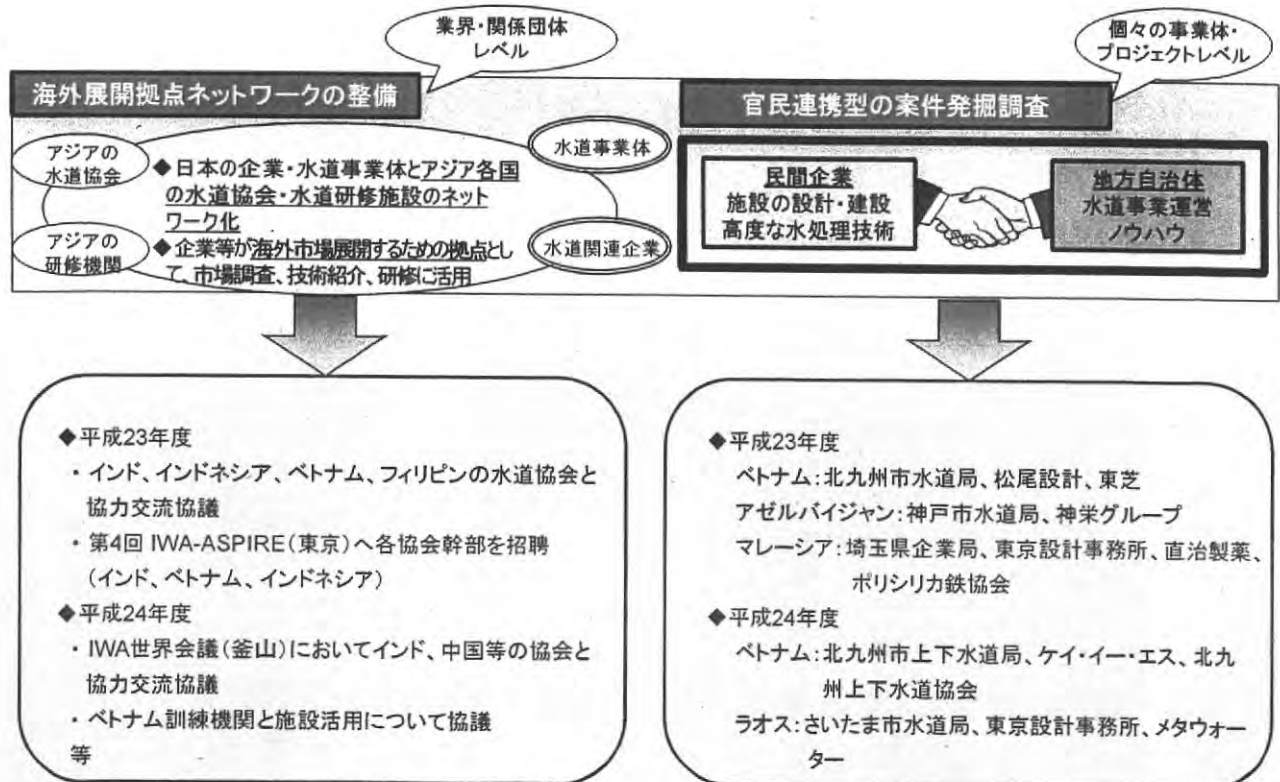 業界・関係団体
レベル
海外展開拠点ネットワークの整備
アジアの
水道協会
アジアの
研修機関
◆日本の企業・水道事業体とアジア各国
の水道協会・水道研修施設のネット
ワーク化
◆企業等が海外市場展開するための拠点とし
て、市場調査、技術紹介、研修に活用
水道事業体
水道関連企業
◆平成23年度
・インド、インドネシア、ベトナム、フィリピンの水道協会と
協力交流協議
・第4回 IWA-ASPIRE(東京)へ各協会幹部を招聘
(インド、ベトナム、インドネシア)
◆平成24年度
・IWA世界会議(釜山)においてインド、中国等の協会と
協力交流協議
・ベトナム訓練機関と施設活用について協議
等
個々の事業体・
プロジェクトレベル
官民連携型の案件発掘調査
民間企業
施設の設計・建設
高度な水処理技術
地方自治体
水道事業運営
ノウハウ
◆平成23年度
ベトナム:北九州市水道局、松尾設計、東芝
アゼルバイジャン:神戸市水道局、神栄グループ
マレーシア:埼玉県企業局、東京設計事務所、直治製薬、
ポリシリカ鉄協会
◆平成24年度
ベトナム:北九州市上下水道局、ケイ・イー・エス、北九
州上下水道協会
ラオス:さいたま市水道局、東京設計事務所、メタウォー
ター